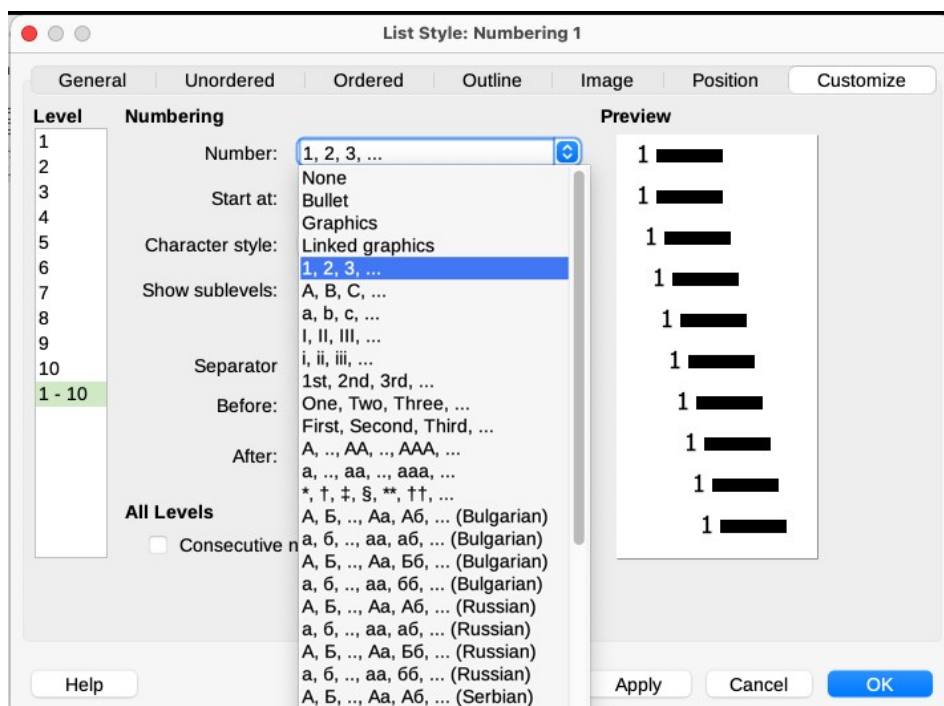 List Style: Numbering 1
General Unordered Ordered Outline Image Position Customize
Level
1
2
3
4
5
6
7
8
9
10
1 - 10
Numbering
Number: 1, 2, 3, ...
Start at:
Character style:
Show sublevels:
Separator
Before:
After:
All Levels
Consecutive n
None
Bullet
Graphics
Linked graphics
1, 2, 3, ...
A, B, C, ...
a, b, c, ...
I, II, III, ...
i, ii, iii, ...
1st, 2nd, 3rd, ...
One, Two, Three, ...
First, Second, Third, ...
A, .., AA, .., AAA, ...
a, .., aa, .., aaa, ...
*, †, ‡, §, **, ††, ...
А, Б, .., Аа, Аб, ... (Bulgarian)
а, б, .., аа, аб, ... (Bulgarian)
А, Б, .., Аа, Бб, ... (Bulgarian)
а, б, .., аа, бб, ... (Bulgarian)
А, Б, .., Аа, Аб, ... (Russian)
а, б, .., аа, аб, ... (Russian)
А, Б, .., Аа, Бб, ... (Russian)
а, б, .., аа, бб, ... (Russian)
А, Б, .., Аа, Аб, ... (Serbian)
Preview
1
1
1
1
1
1
1
1
1
1
Help Apply Cancel OK